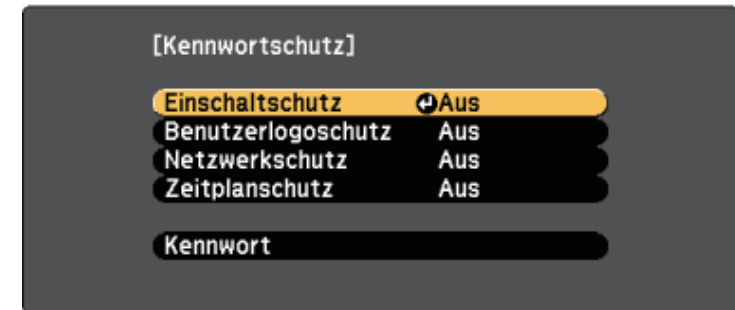 [Kennwortschutz]
Einschaltschutz Aus
Benutzerlogoschutz Aus
Netzwerkschutz Aus
Zeitplanschutz Aus
Kennwort